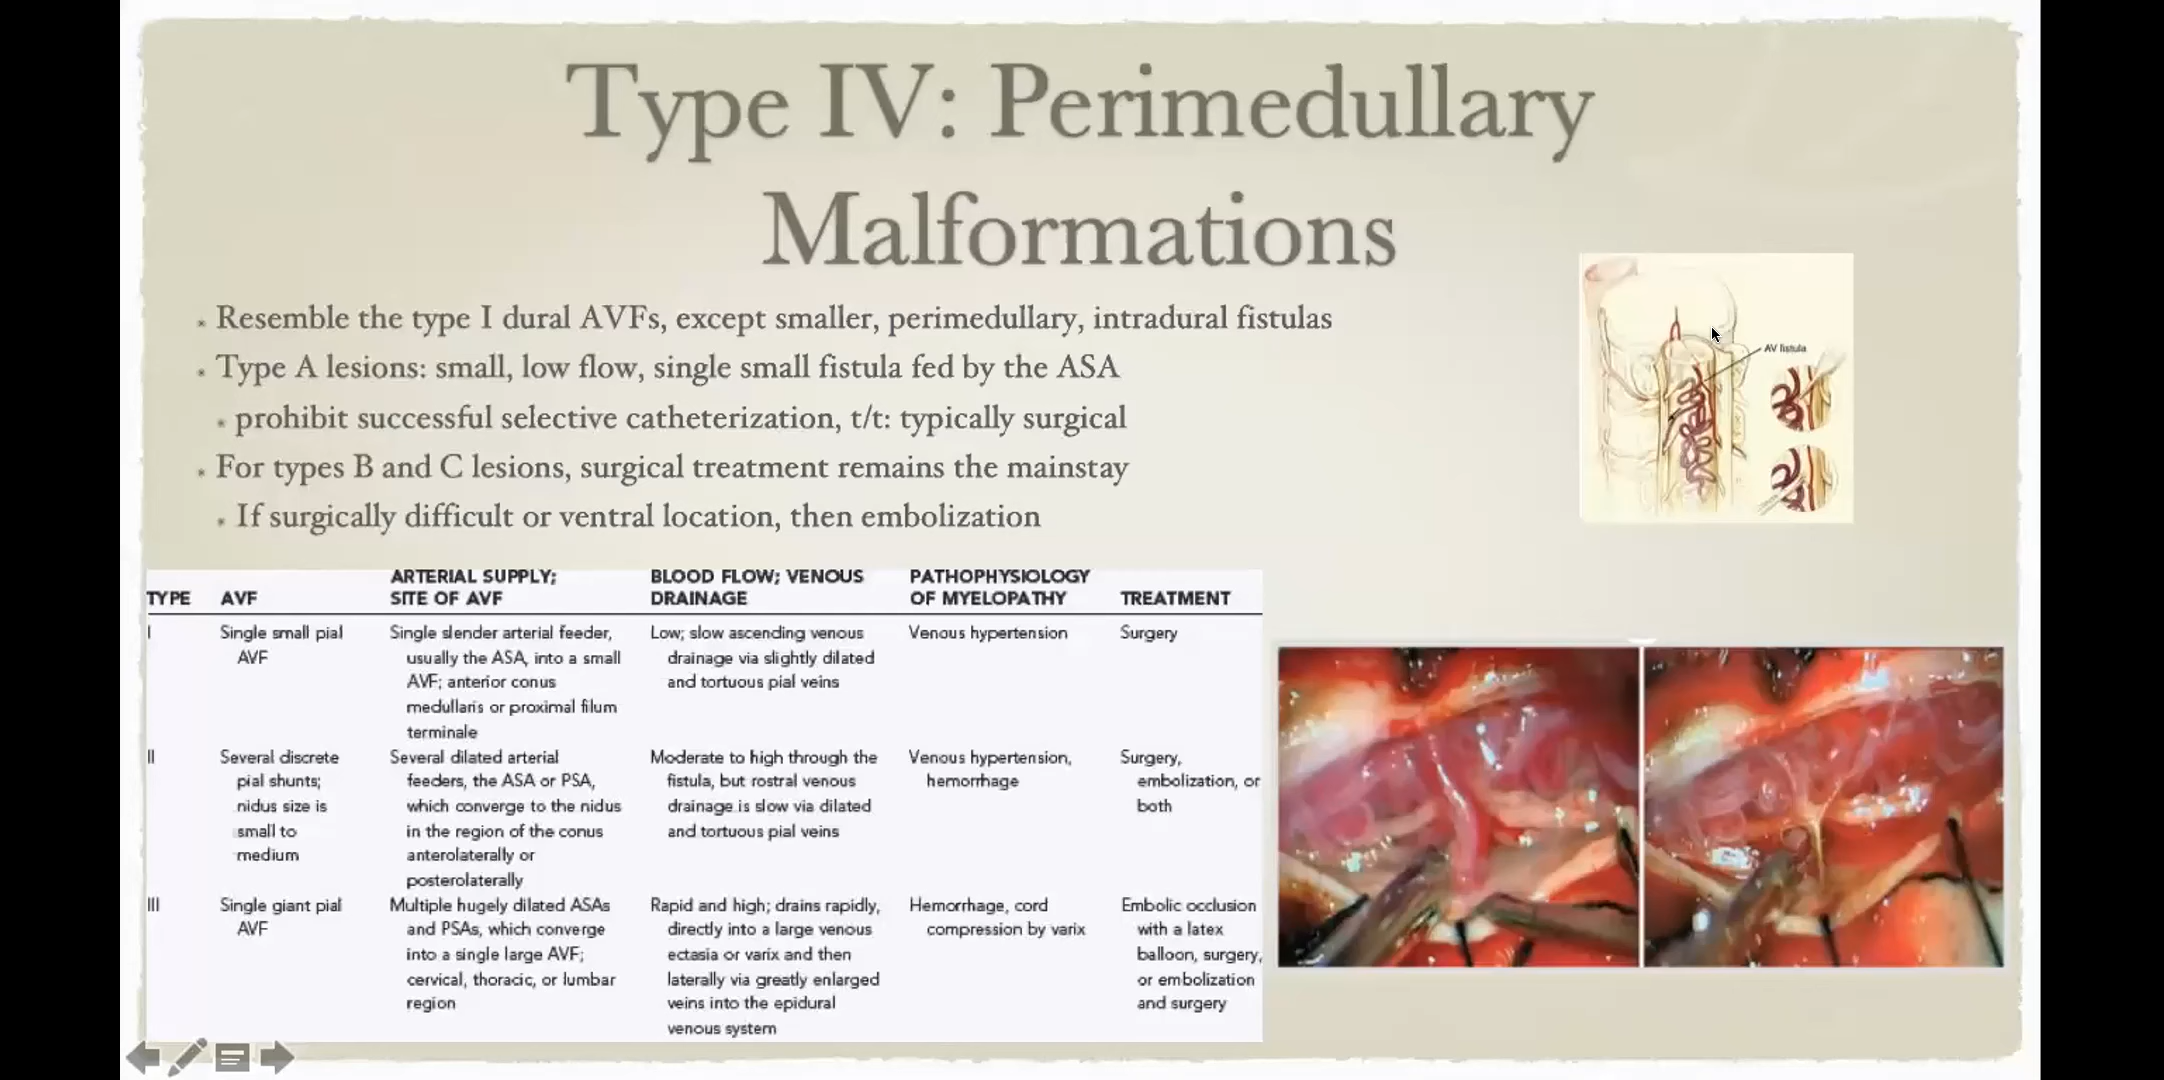 Type IV: Perimedullary
Malformations
Resemble the type I dural AVFs, except smaller, perimedullary, intradural fistulas
Type A lesions: small, low flow, single small fistula fed by the ASA
prohibit successful selective catheterization, t/t: typically surgical
For types B and C lesions, surgical treatment remains the mainstay
If surgically difficult or ventral location, then embolization
AV fistula
TYPE
AVF
ARTERIAL SUPPLY;
SITE OF AVF
BLOOD FLOW; VENOUS
DRAINAGE
PATHOPHYSIOLOGY
OF MYELOPATHY
TREATMENT
I
Single small pial
AVF
Single slender arterial feeder,
usually the ASA, into a small
AVF; anterior conus
medullaris or proximal filum
terminale
Low; slow ascending venous
drainage via slightly dilated
and tortuous pial veins
Venous hypertension
Surgery
II
Several discrete
pial shunts;
nidus size is
small to
medium
Several dilated arterial
feeders, the ASA or PSA,
which converge to the nidus
in the region of the conus
anterolaterally or
posterolaterally
Moderate to high through the
fistula, but rostral venous
drainage is slow via dilated
and tortuous pial veins
Venous hypertension,
hemorrhage
Surgery,
embolization, or
both
III
Single giant pial
AVF
Multiple hugely dilated ASAs
and PSAs, which converge
into a single large AVF;
cervical, thoracic, or lumbar
region
Rapid and high; drains rapidly,
directly into a large venous
ectasia or varix and then
laterally via greatly enlarged
veins into the epidural
venous system
Hemorrhage, cord
compression by varix
Embolic occlusion
with a latex
balloon, surgery,
or embolization
and surgery